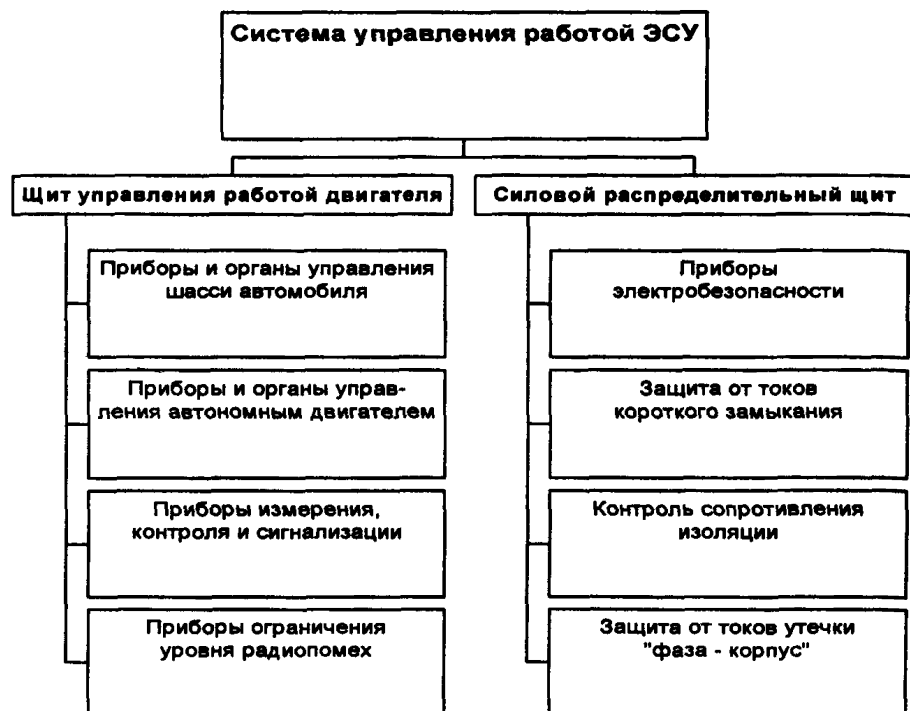 Система управления работой ЭСУ
Щит управления работой двигателя
Приборы и органы управления
шасси автомобиля
Приборы и органы управ-
ления автономным двигателем
Приборы измерения,
контроля и сигнализации
Приборы ограничения
уровня радиопомех
Силовой распределительный щит
Приборы
электробезопасности
Защита от токов
короткого замыкания
Контроль сопротивления
изоляции
Защита от токов утечки
"фаза - корпус"